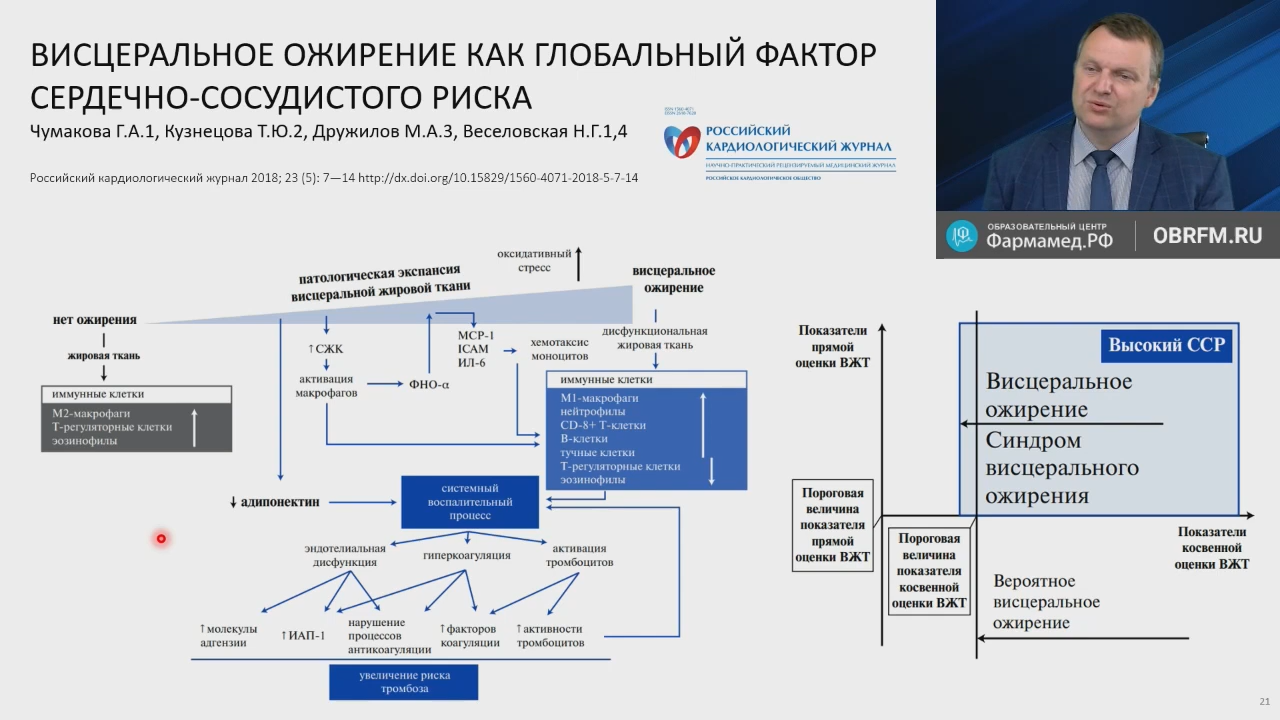 ВИСЦЕРАЛЬНОЕ ОЖИРЕНИЕ КАК ГЛОБАЛЬНЫЙ ФАКТОР
СЕРДЕЧНО-СОСУДИСТОГО РИСКА
Чумакова Г.А.1, Кузнецова Т.Ю.2, Дружилов М.А.3, Веселовская Н.Г.1,4
Российский кардиологический журнал 2018; 23 (5): 7—14 http://dx.doi.org/10.15829/1560-4071-2018-5-7-14
РОССИЙСКИЙ
КАРДИОЛОГИЧЕСКИЙ ЖУРНАЛ
НАУЧНО-ПРАКТИЧЕСКИЙ РЕЦЕНЗИРУЕМЫЙ МЕДИЦИНСКИЙ ЖУРНАЛ
РОССИЙСКОЕ КАРДИОЛОГИЧЕСКОЕ ОБЩЕСТВО
ОБРАЗОВАТЕЛЬНЫЙ ЦЕНТР
Фармамед.РФ
OBRFM.RU
оксидативный
стресс
патологическая экспансия
висцеральной жировой ткани
висцеральное
ожирение
нет ожирения
жировая ткань
иммунные клетки
М2-макрофаги
Т-регуляторные клетки
эозинофилы
↑СЖК
активация
макрофагов
ФНО-α
МСР-1
ICAM
ИЛ-6
хемотаксис
моноцитов
дисфункциональная
жировая ткань
иммунные клетки
М1-макрофаги
нейтрофилы
CD-8+ Т-клетки
В-клетки
тучные клетки
Т-регуляторные клетки
эозинофилы
↓ адипонектин
системный
воспалительный
процесс
эндотелиальная
дисфункция
гиперкоагуляция
активация
тромбоцитов
↑молекулы
адгезии
↑ИАП-1
нарушение
процессов
антикоагуляции
↑факторов
коагуляции
↑активности
тромбоцитов
увеличение риска
тромбоза
Показатели
прямой
оценки ВЖТ
Высокий ССР
Висцеральное
ожирение
Синдром
висцерального
ожирения
Пороговая
величина
показателя
прямой
оценки ВЖТ
Пороговая
величина
показателя
косвенной
оценки ВЖТ
Показатели
косвенной
оценки ВЖТ
Вероятное
висцеральное
ожирение
21